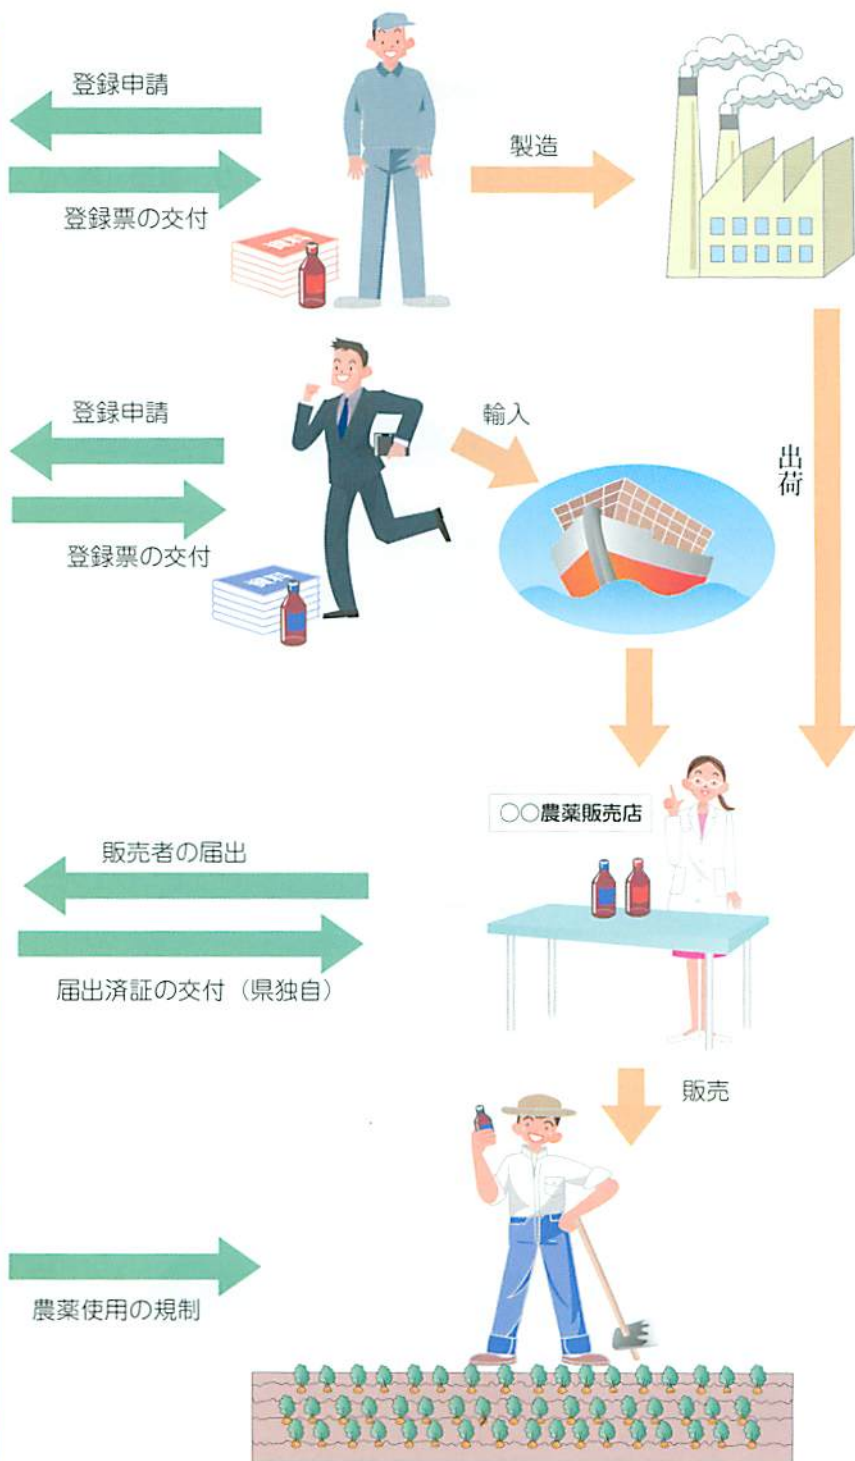 登録申請
製造
登録票の交付
登録申請
輸入
出荷
登録票の交付
○○農薬販売店
販売者の届出
届出済証の交付（県独自）
販売
農薬使用の規制